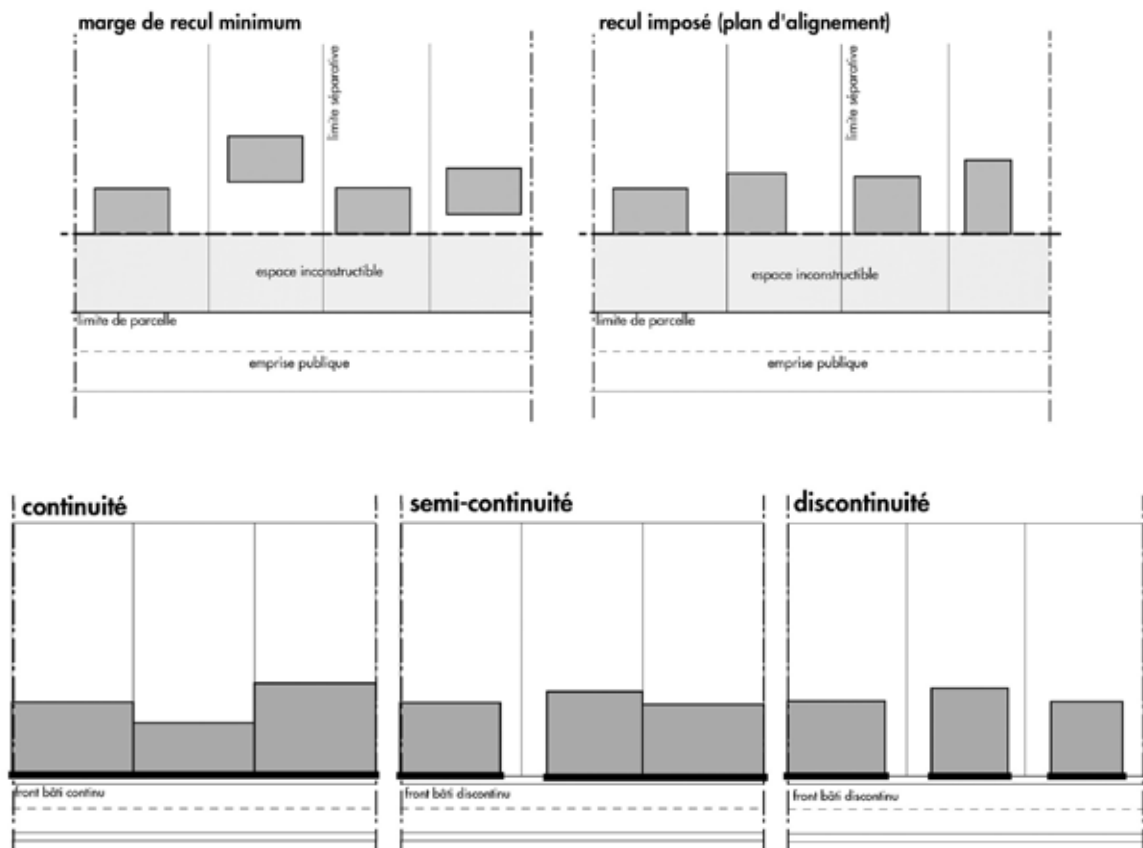 marge de recul minimum
limite séparative
espace inconstructible
limite de parcelle
emprise publique
recul imposé (plan d'alignement)
limite séparative
espace inconstructible
limite de parcelle
emprise publique
continuité
front bâti continu
semi-continuité
front bâti discontinu
discontinuité
front bâti discontinu